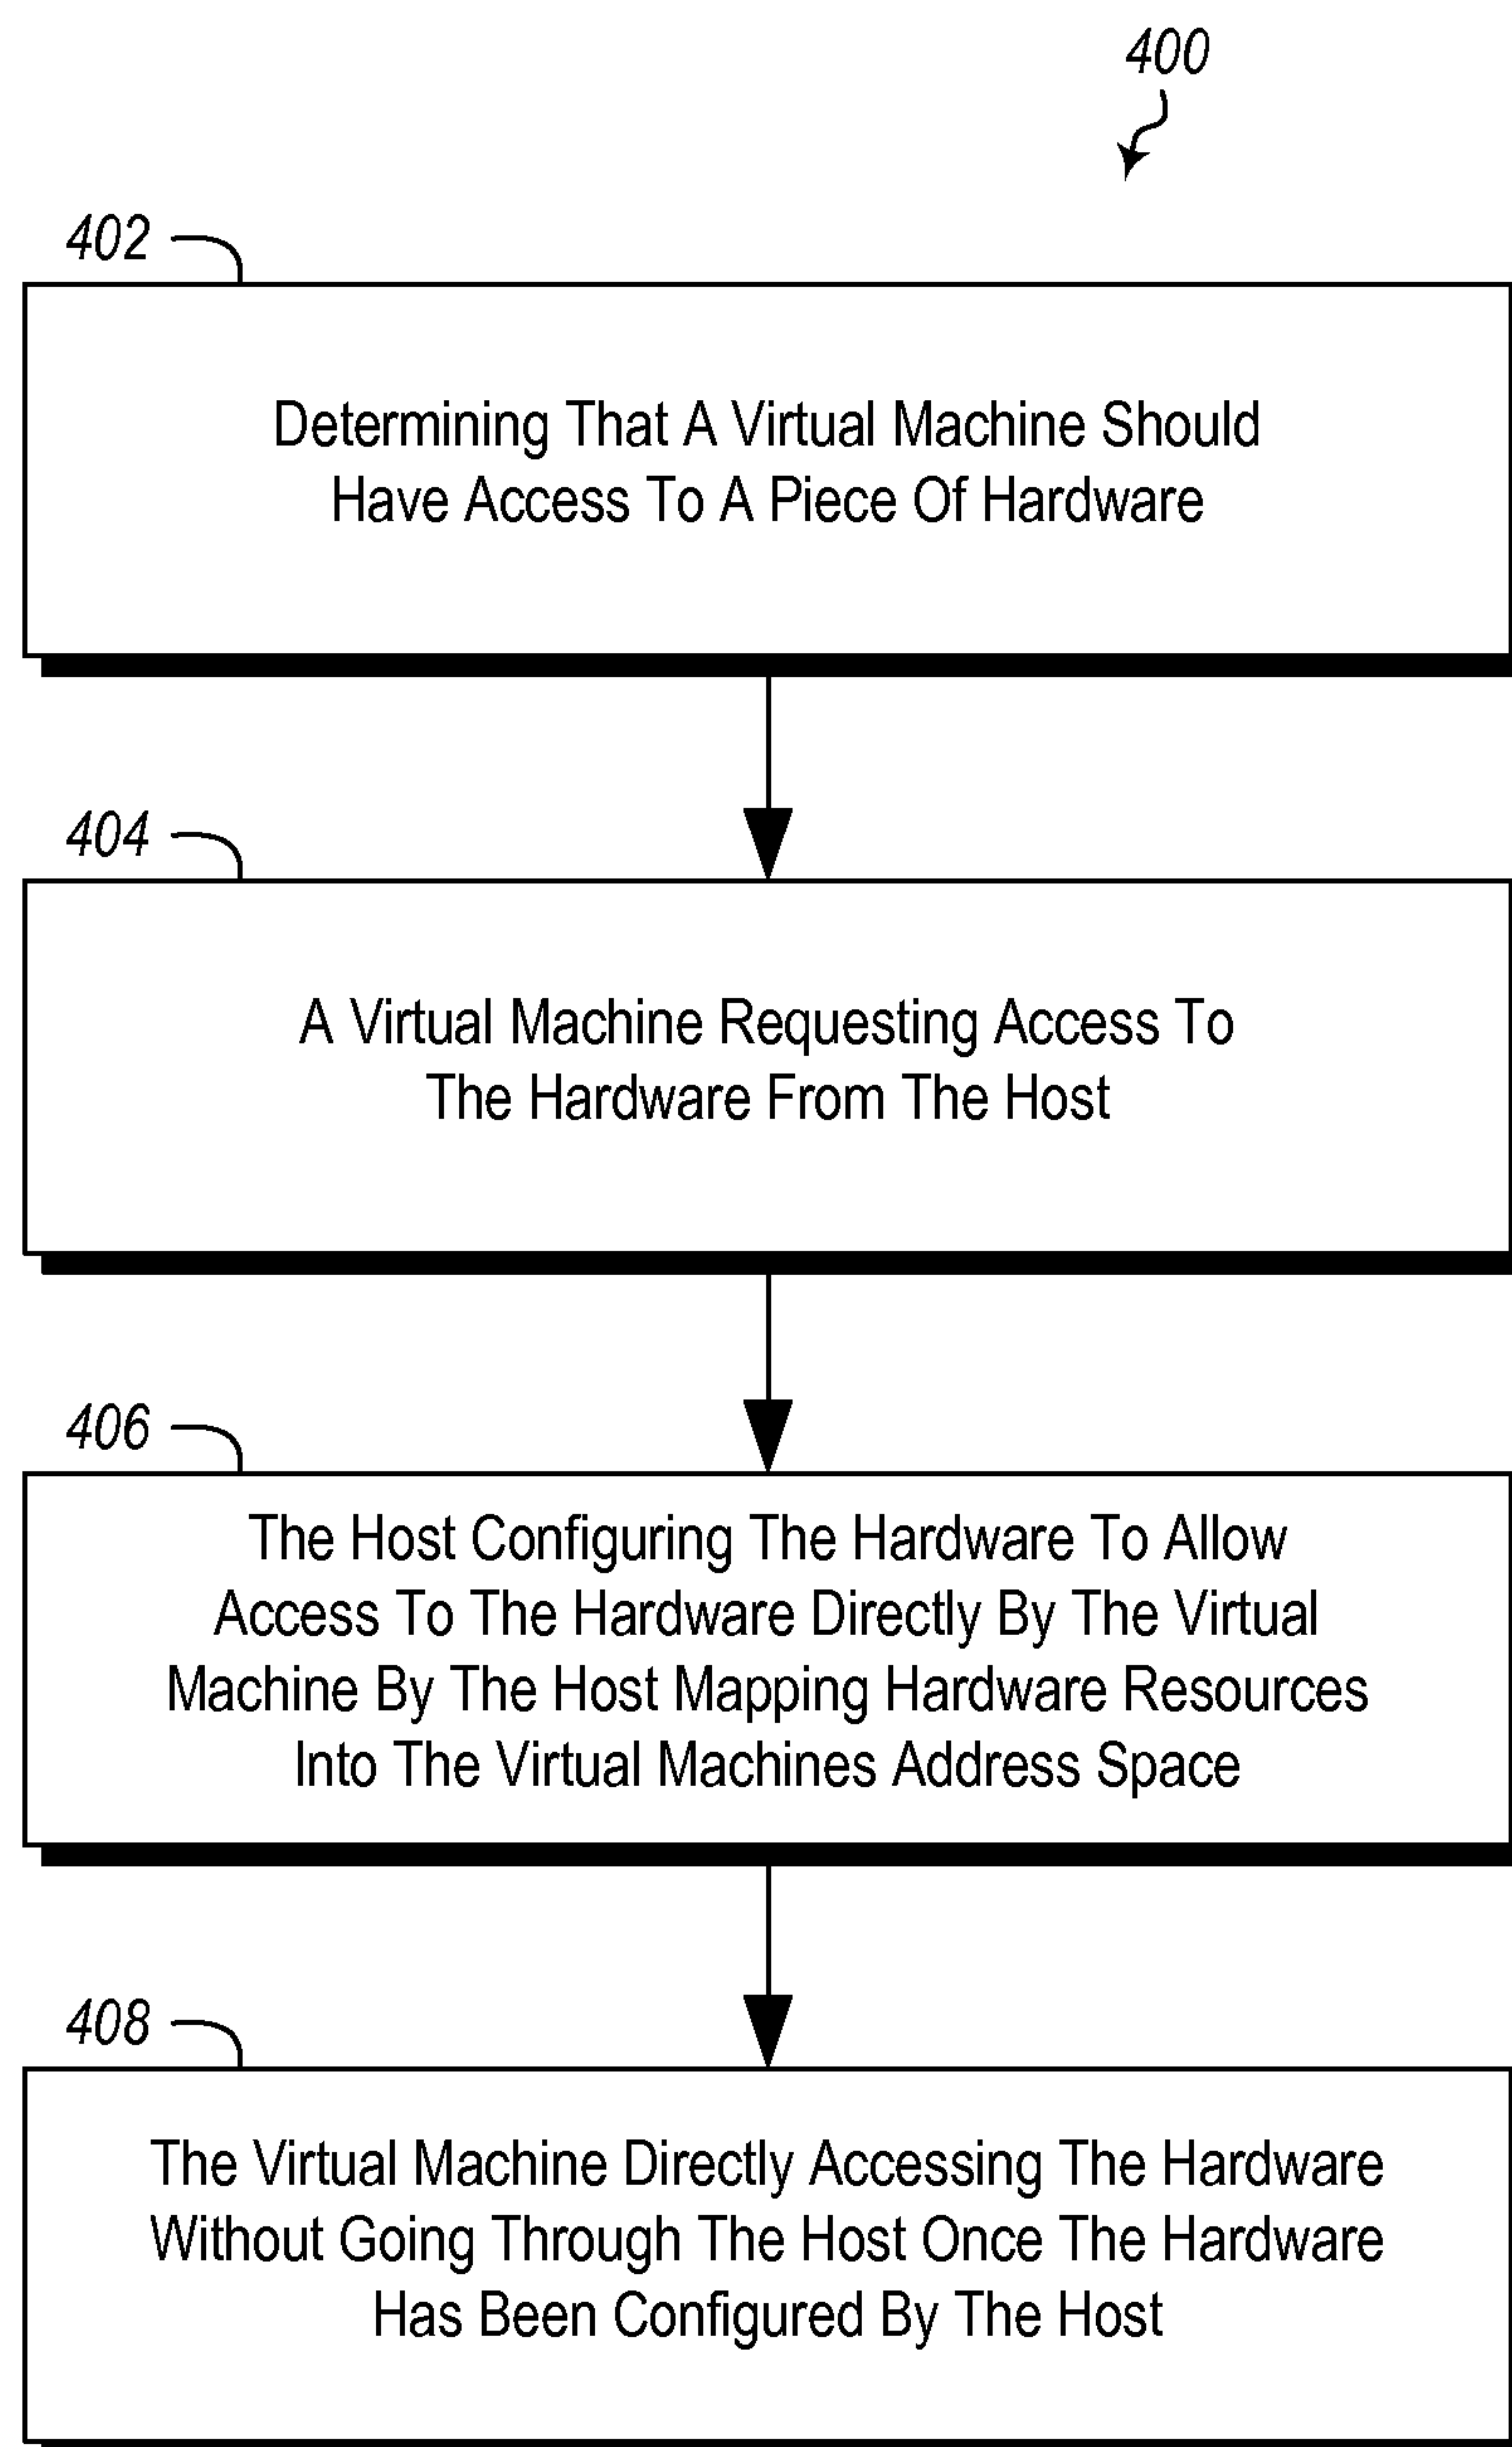 400
402
Determining That A Virtual Machine Should
Have Access To A Piece Of Hardware
404
A Virtual Machine Requesting Access To
The Hardware From The Host
406
The Host Configuring The Hardware To Allow
Access To The Hardware Directly By The Virtual
Machine By The Host Mapping Hardware Resources
Into The Virtual Machines Address Space
408
The Virtual Machine Directly Accessing The Hardware
Without Going Through The Host Once The Hardware
Has Been Configured By The Host